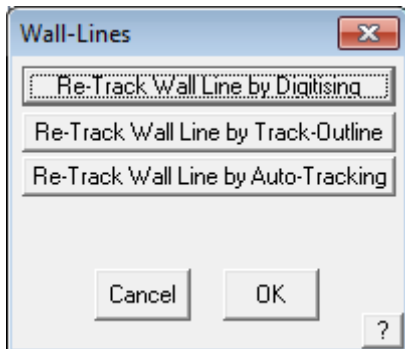 Wall-Lines
Re-Track Wall Line by Digitising
Re-Track Wall Line by Track-Outline
Re-Track Wall Line by Auto-Tracking
Cancel OK
?